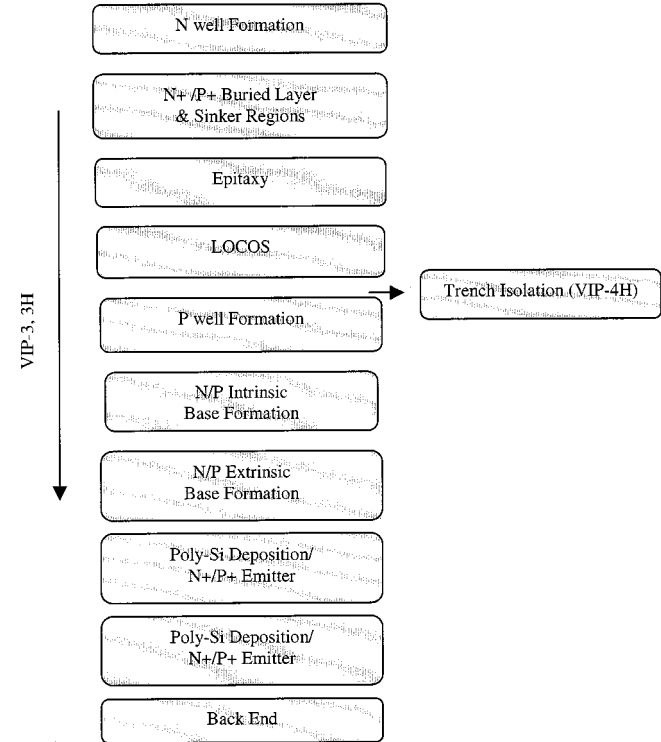 N well Formation
N+ /P+ Buried Layer
& Sinker Regions
Epitaxy
LOCOS
Trench Isolation (VIP-4H)
P well Formation
VIP-3, 3H
N/P Intrinsic
Base Formation
N/P Extrinsic
Base Formation
Poly-Si Deposition/
N+/P+ Emitter
Poly-Si Deposition/
N+/P+ Emitter
Back End